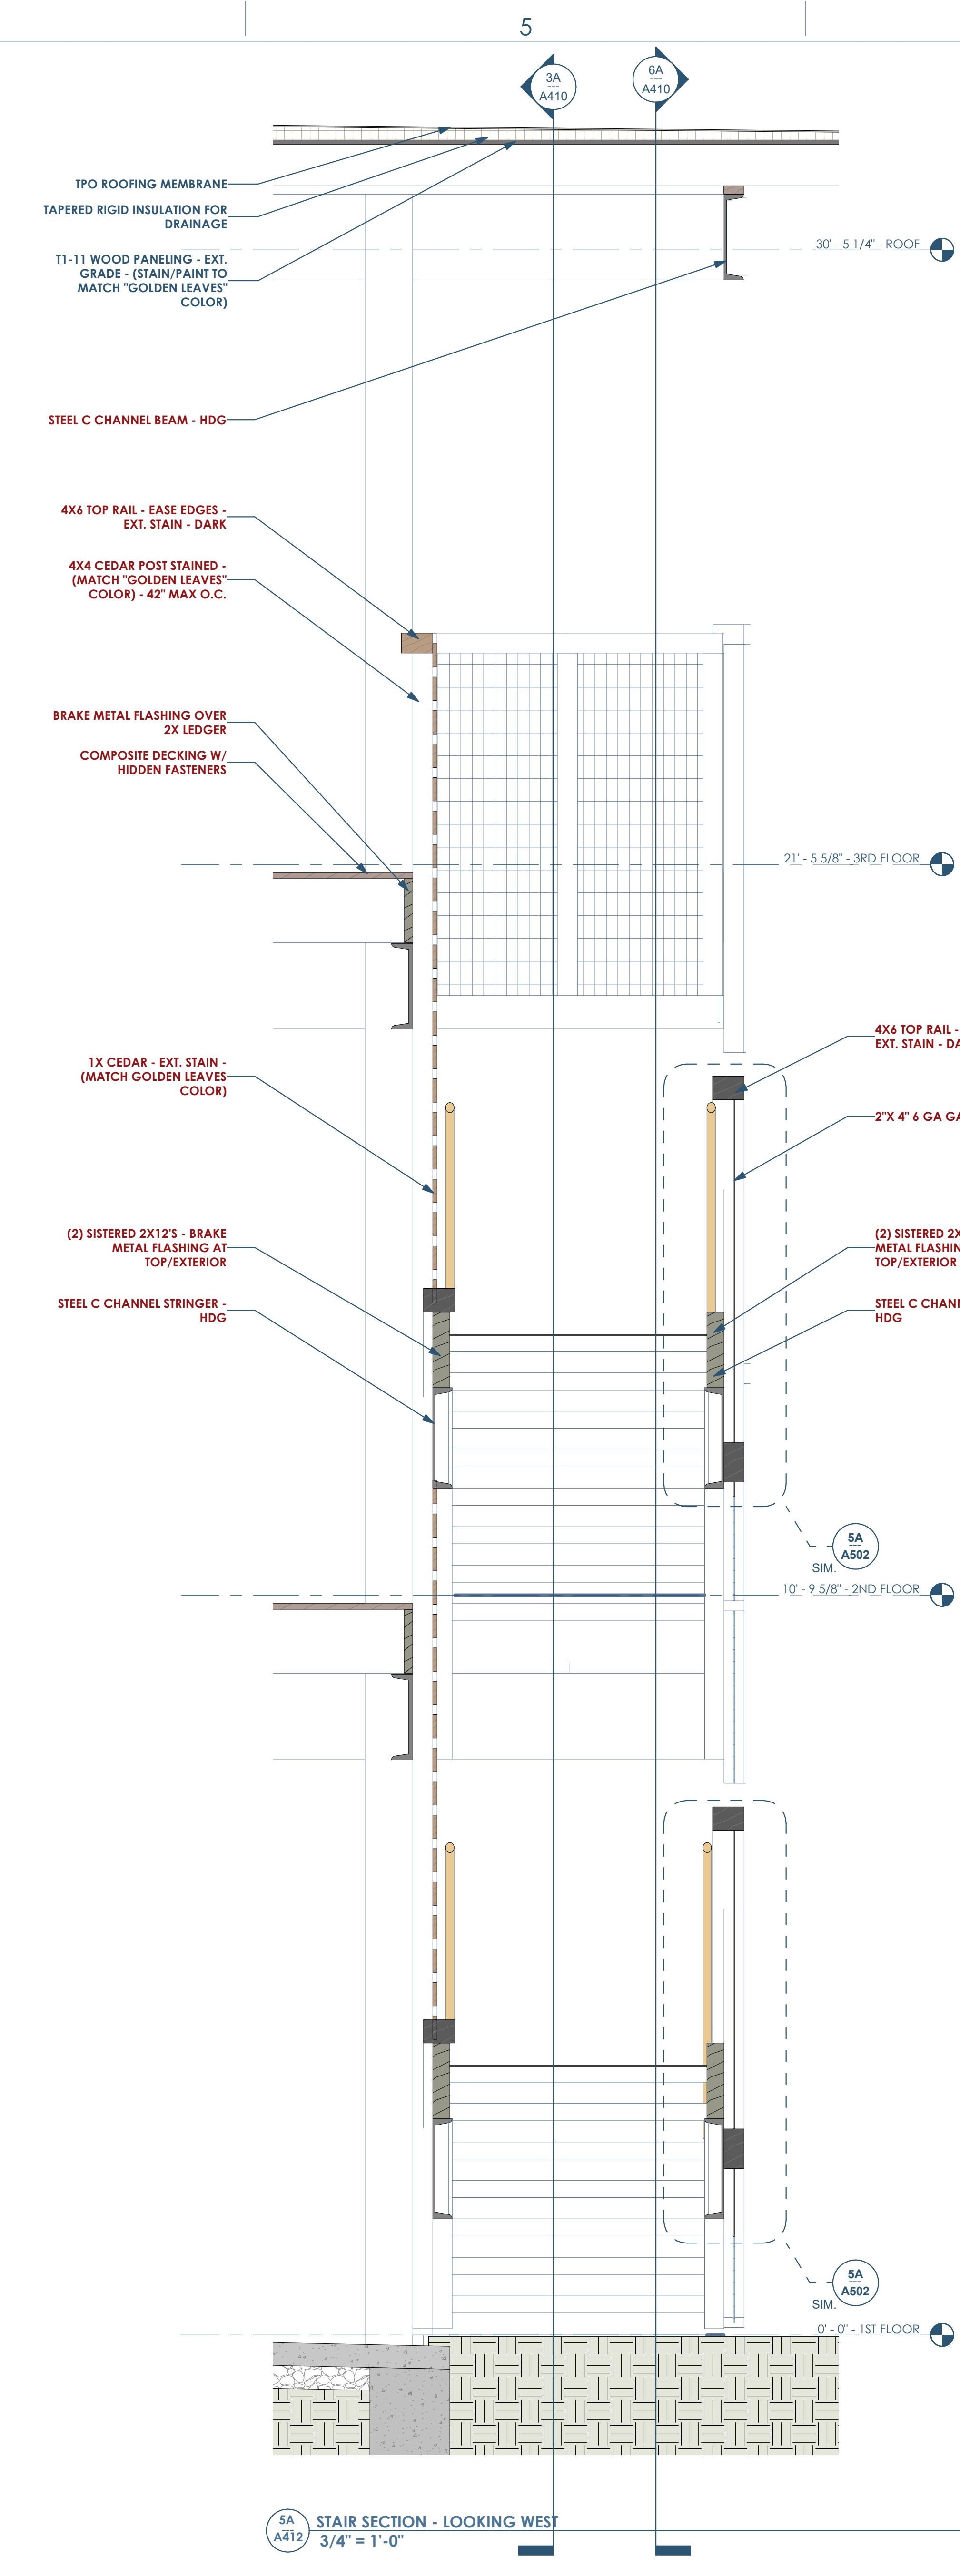 5
3A
A410
6A
A410
TPO ROOFING MEMBRANE
TAPERED RIGID INSULATION FOR
DRAINAGE
30' - 5 1/4" - ROOF
T1-11 WOOD PANELING - EXT.
GRADE - (STAIN/PAINT TO
MATCH "GOLDEN LEAVES"
COLOR)
STEEL C CHANNEL BEAM - HDG
4X6 TOP RAIL - EASE EDGES -
EXT. STAIN - DARK
4X4 CEDAR POST STAINED -
(MATCH "GOLDEN LEAVES"
COLOR) - 42" MAX O.C.
BRAKE METAL FLASHING OVER
2X LEDGER
COMPOSITE DECKING W/
HIDDEN FASTENERS
21' - 5 5/8" - 3RD FLOOR
4X6 TOP RAIL -
EXT. STAIN - DA
1X CEDAR - EXT. STAIN -
(MATCH GOLDEN LEAVES
COLOR)
2"X 4" 6 GA GA
(2) SISTERED 2X12'S - BRAKE
METAL FLASHING AT
TOP/EXTERIOR
(2) SISTERED 2X
METAL FLASHIN
TOP/EXTERIOR
STEEL C CHANNEL STRINGER -
HDG
STEEL C CHANN
HDG
5A
A502
SIM.
10' - 9 5/8" - 2ND FLOOR
5A
A502
SIM.
0' - 0" - 1ST FLOOR
5A
A412
STAIR SECTION - LOOKING WEST
3/4" = 1'-0"